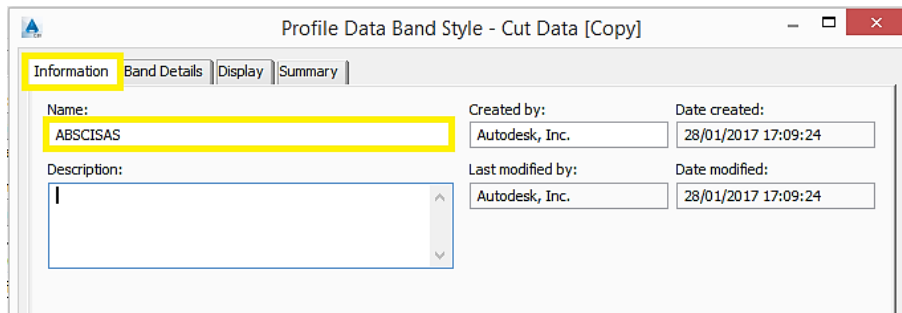 Profile Data Band Style - Cut Data [Copy]
Information Band Details Display Summary
Name: Created by: Date created:
ABSCISAS Autodesk, Inc. 28/01/2017 17:09:24
Description: Last modified by: Date modified:
Autodesk, Inc. 28/01/2017 17:09:24